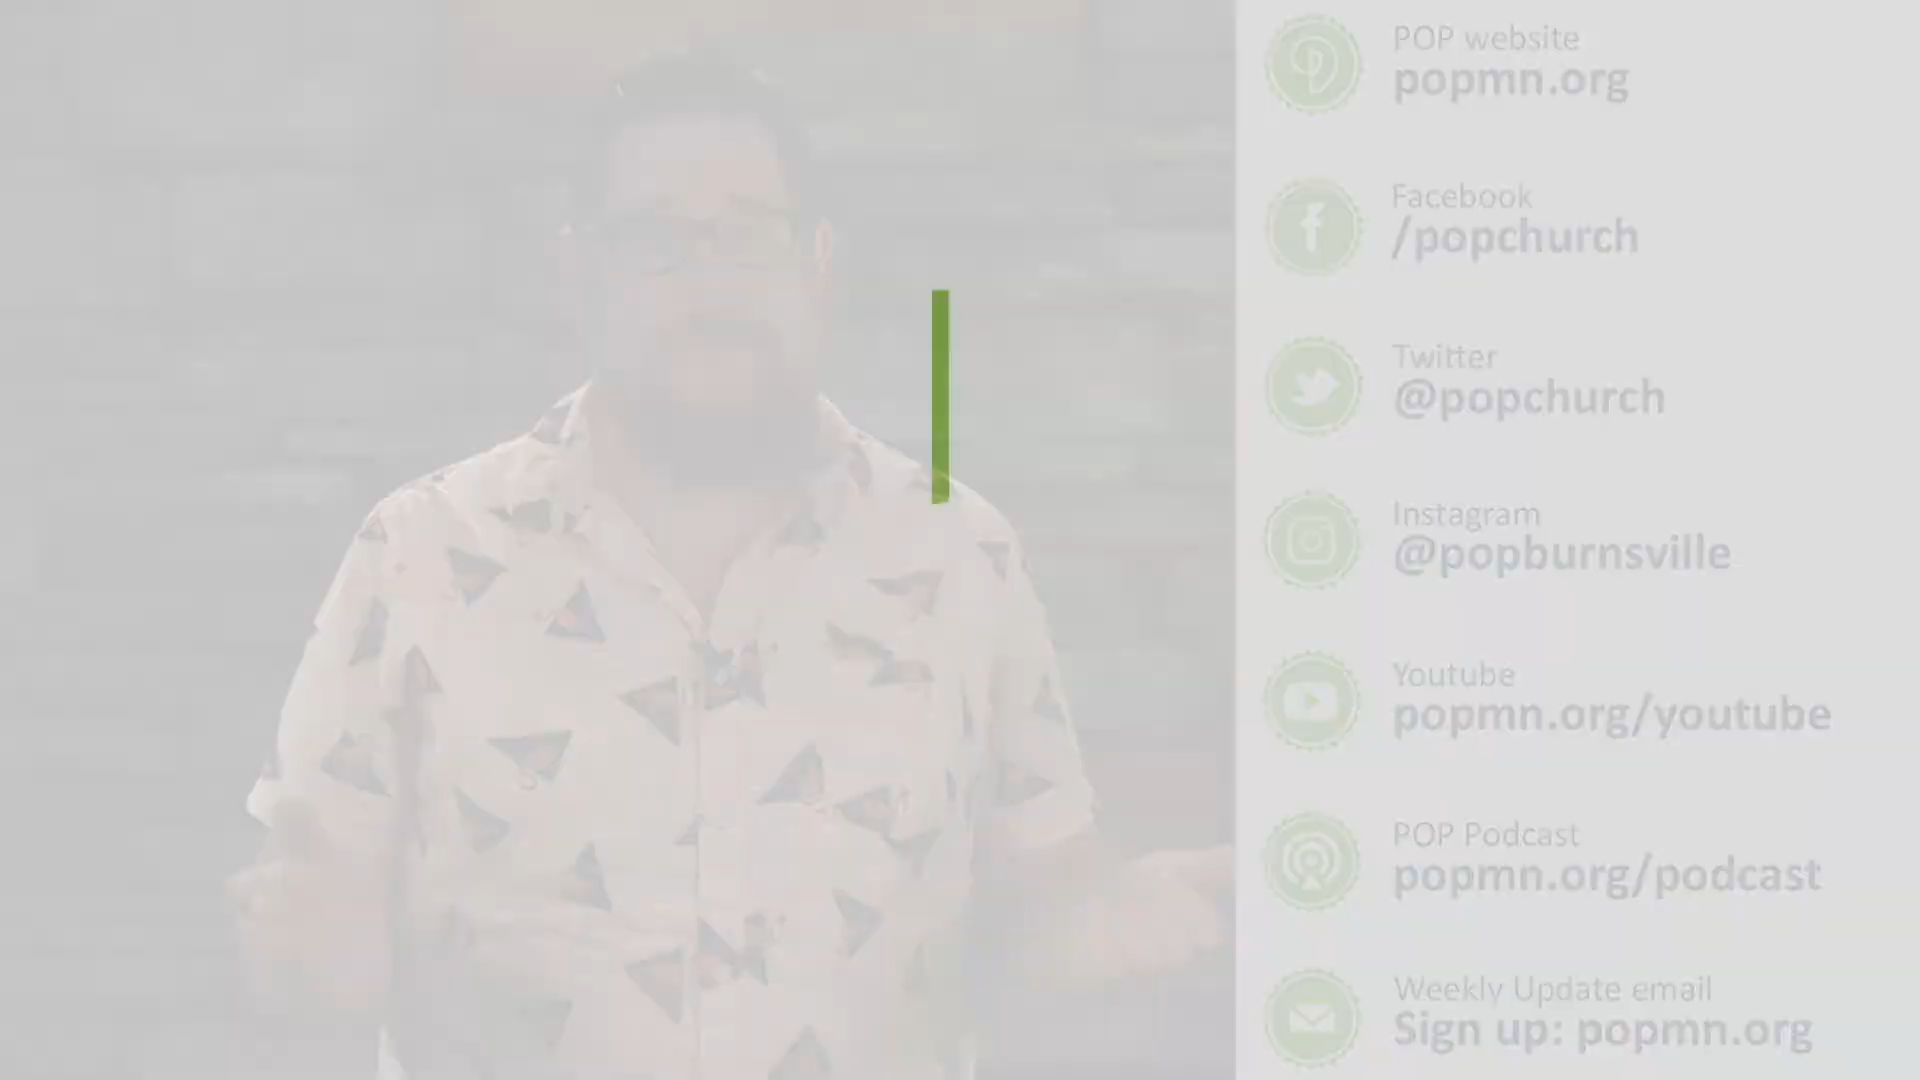 POP website
popmn.org
Facebook
/popchurch
Twitter
@popchurch
Instagram
@popburnsville
Youtube
popmn.org/youtube
POP Podcast
popmn.org/podcast
Weekly Update email
Sign up: popmn.org